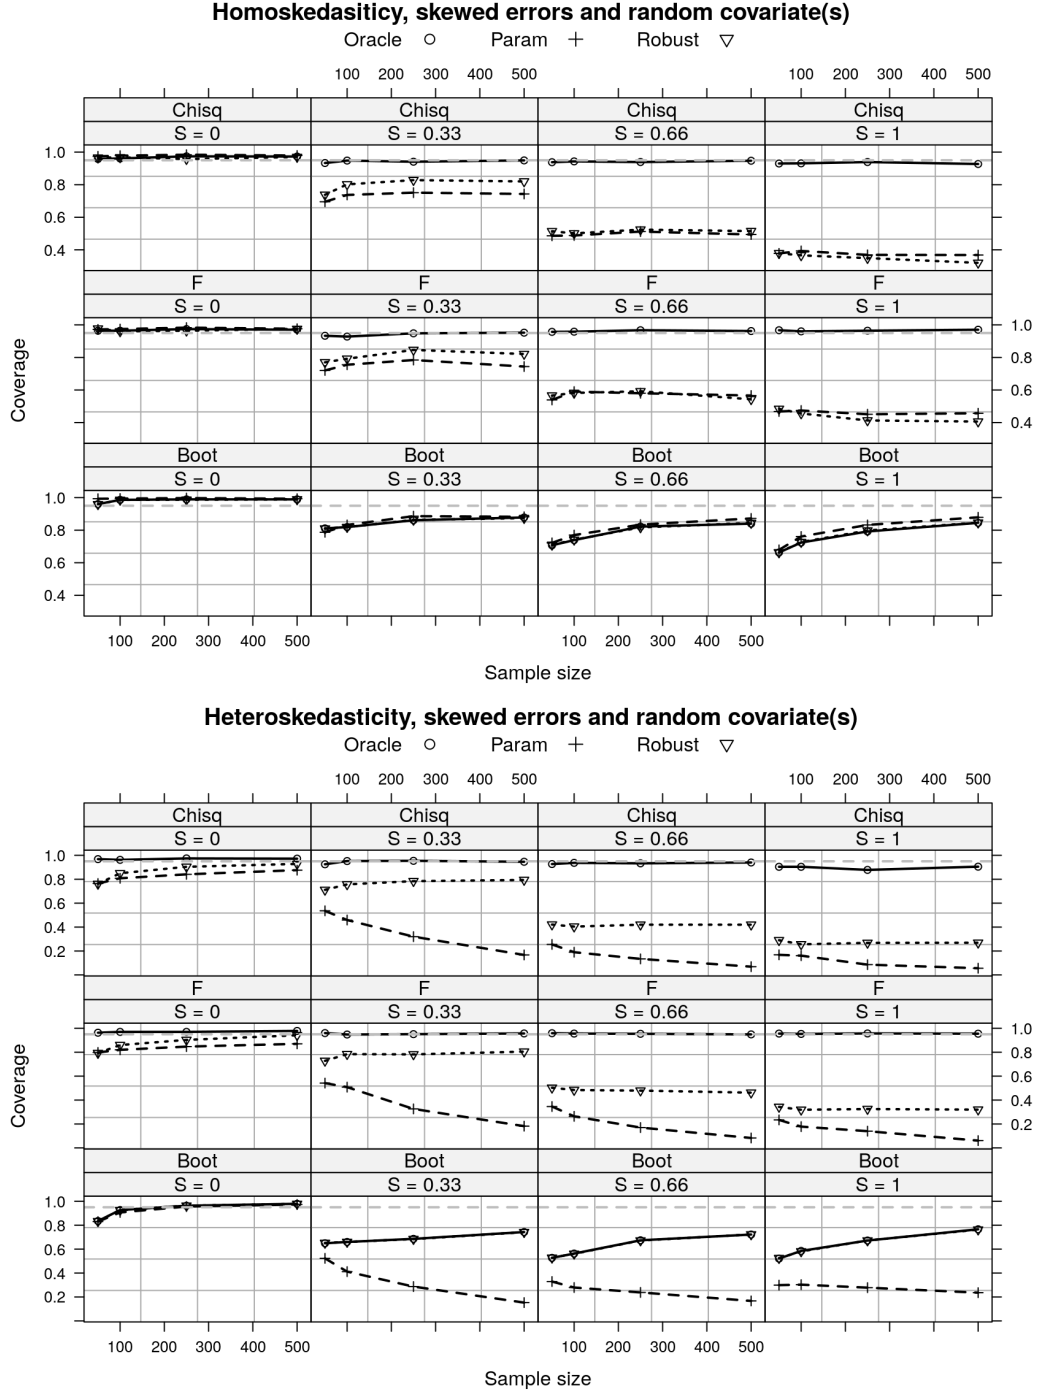 Homoskedasiticy, skewed errors and random covariate(s)
Oracle Param Robust
100 200 300 400 500 100 200 300 400 500
Chisq Chisq Chisq Chisq
S = 0 S = 0.33 S = 0.66 S = 1
1.0
0.8
0.6
0.4
F F F F
S = 0 S = 0.33 S = 0.66 S = 1
1.0
0.8
0.6
0.4
Coverage
Boot Boot Boot Boot
S = 0 S = 0.33 S = 0.66 S = 1
1.0
0.8
0.6
0.4
100 200 300 400 500 100 200 300 400 500
Sample size
Heteroskedasticity, skewed errors and random covariate(s)
Oracle Param Robust
100 200 300 400 500 100 200 300 400 500
Chisq Chisq Chisq Chisq
S = 0 S = 0.33 S = 0.66 S = 1
1.0
0.8
0.6
0.4
0.2
F F F F
S = 0 S = 0.33 S = 0.66 S = 1
1.0
0.8
0.6
0.4
0.2
Coverage
Boot Boot Boot Boot
S = 0 S = 0.33 S = 0.66 S = 1
1.0
0.8
0.6
0.4
0.2
100 200 300 400 500 100 200 300 400 500
Sample size